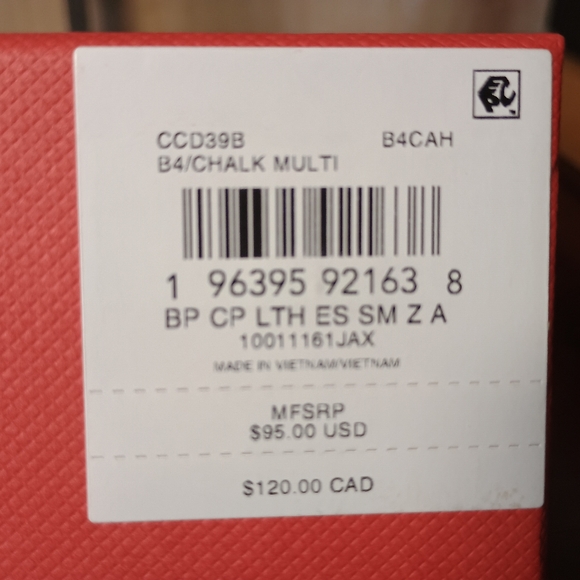 CCD39B B4CAH
B4/CHALK MULTI
1 96395 92163 8
BP CP LTH ES SM Z A
10011161JAX
MADE IN VIETNAM/VIETNAM
MFSRP
$95.00 USD
$120.00 CAD